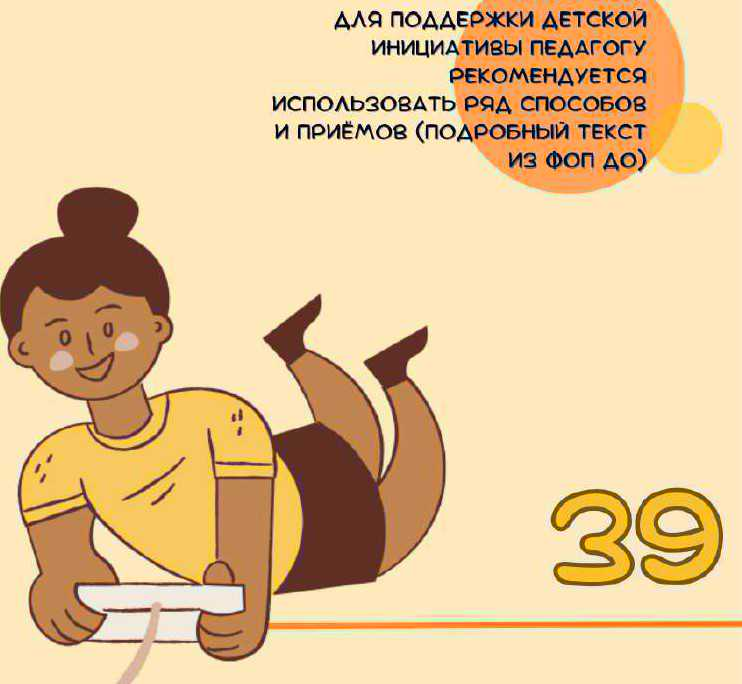 ДЛЯ ПОДДЕРЖКИ ДЕТСКОЙ
ИНИЦИАТИВЫ ПЕДАГОГУ
РЕКОМЕНДУЕТСЯ
ИСПОЛЬЗОВАТЬ РЯД СПОСОБОВ
И ПРИЁМОВ (ПОДРОБНЫЙ ТЕКСТ
ИЗ ФОП ДО)
39